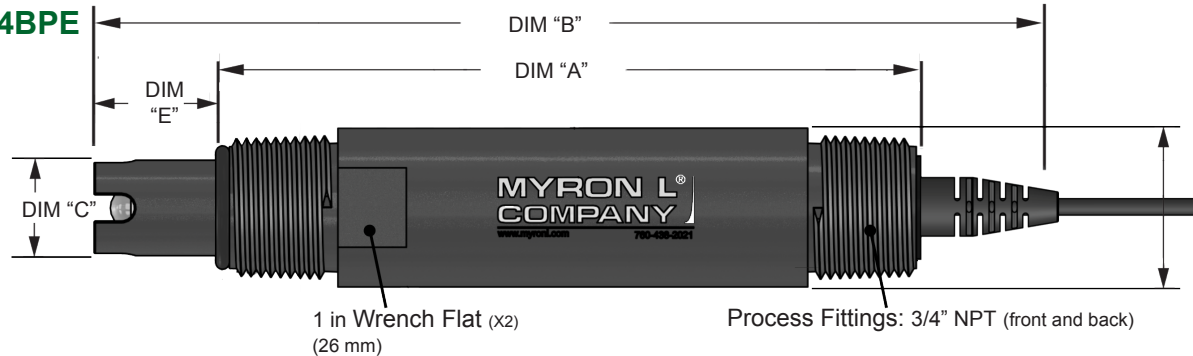 4BPE
DIM "B"
DIM "A"
DIM
"E"
DIM "C"
MYRON L®
COMPANY
www.myronl.com 760-438-2021
1 in Wrench Flat (X2)
(26 mm)
Process Fittings: 3/4" NPT (front and back)